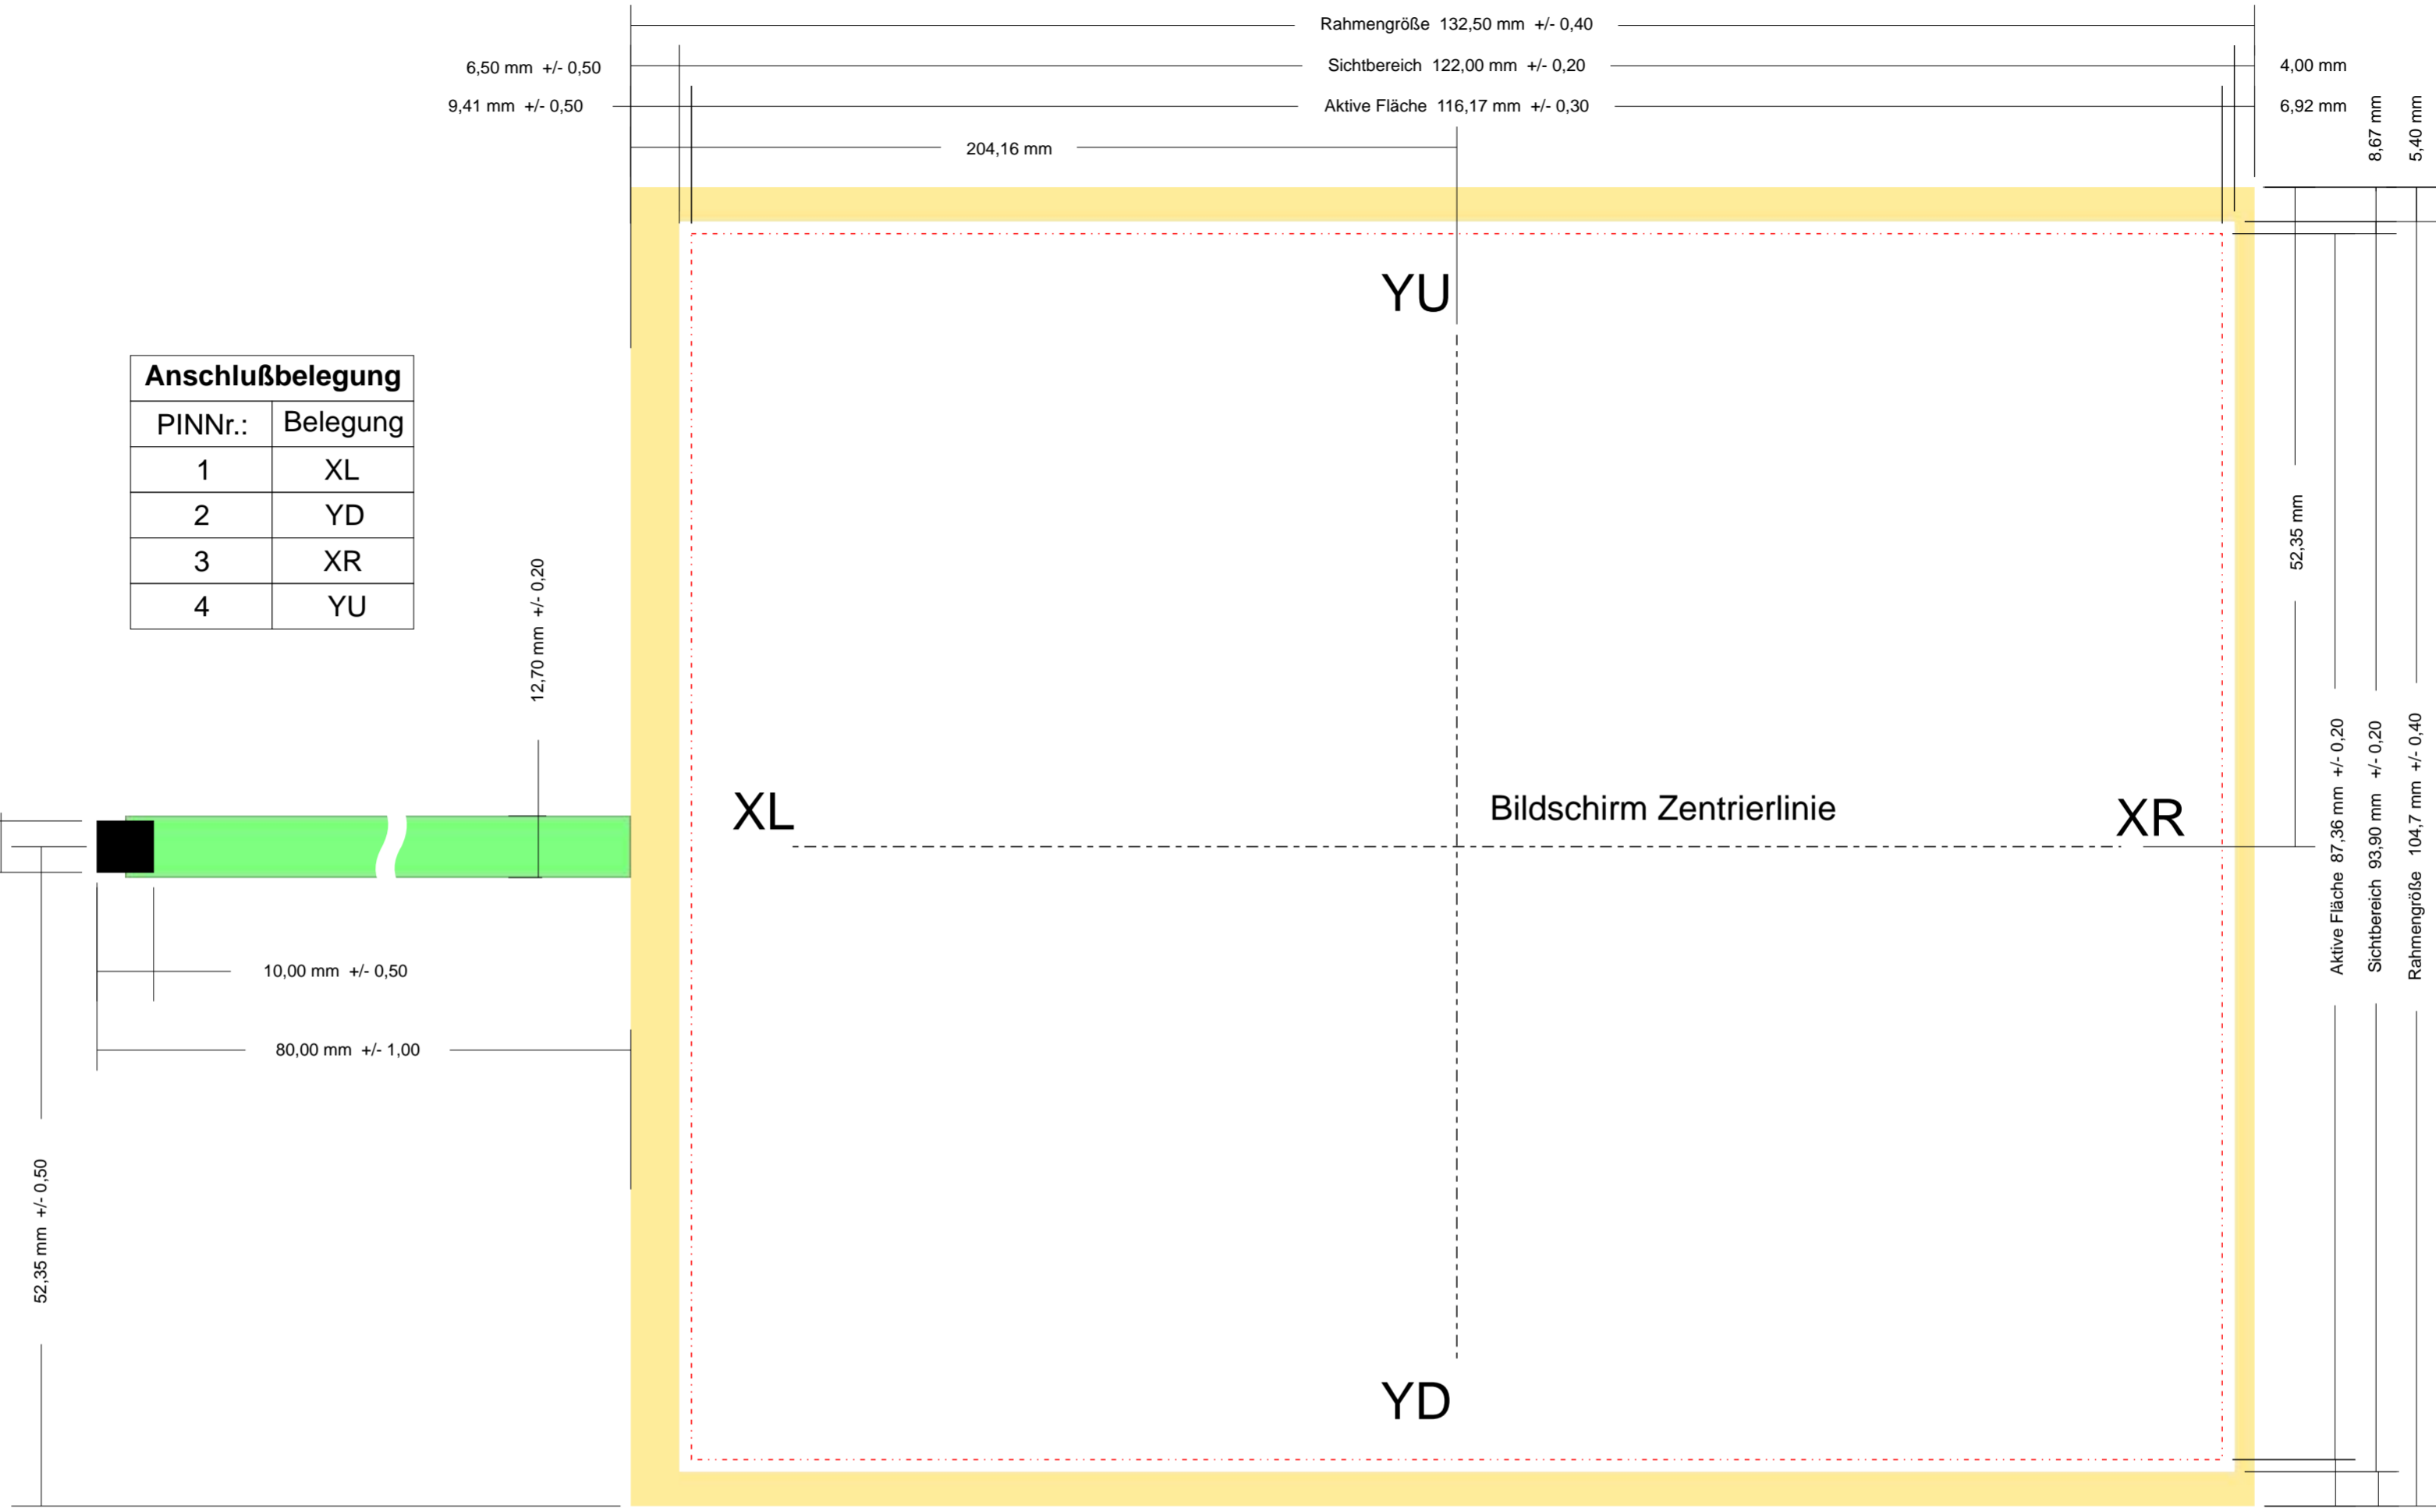 Rahmengröße 132,50 mm +/- 0,40
6,50 mm +/- 0,50
Sichtbereich 122,00 mm +/- 0,20
4,00 mm
9,41 mm +/- 0,50
Aktive Fläche 116,17 mm +/- 0,30
6,92 mm
8,67 mm
5,40 mm
204,16 mm
YU
Anschlußbelegung
PINNr.: Belegung
1 XL
2 YD
3 XR
4 YU
12,70 mm +/- 0,20
52,35 mm
XL
Bildschirm Zentrierlinie
XR
Aktive Fläche 87,36 mm +/- 0,20
Sichtbereich 93,90 mm +/- 0,20
Rahmengröße 104,7 mm +/- 0,40
10,00 mm +/- 0,50
80,00 mm +/- 1,00
52,35 mm +/- 0,50
YD